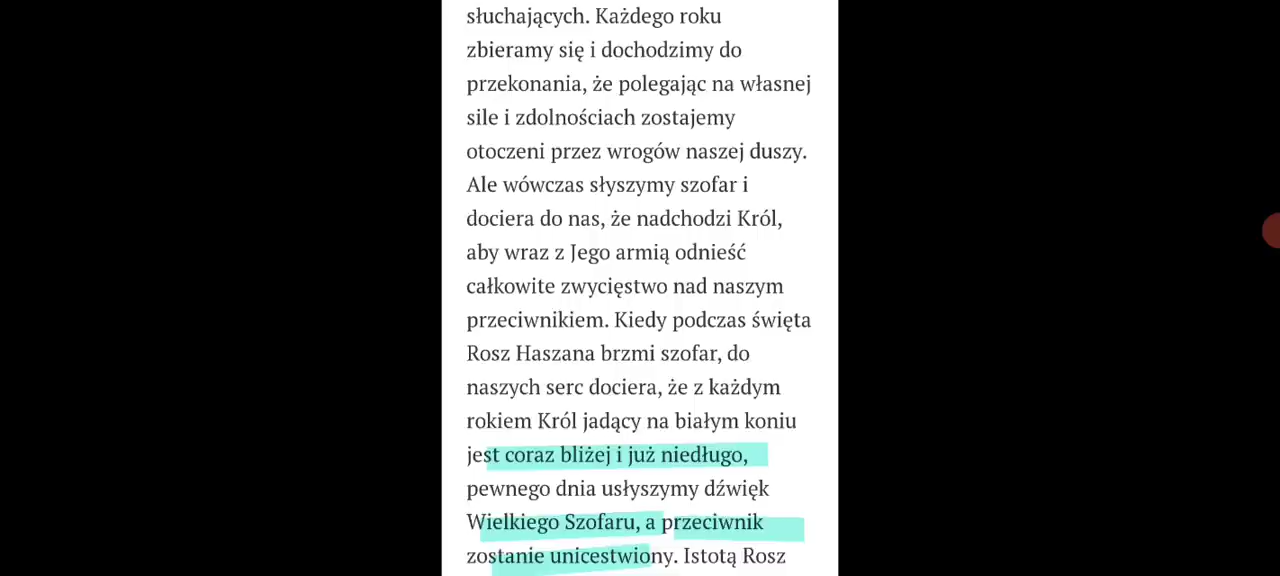 słuchających. Każdego roku
zbieramy się i dochodzimy do
przekonania, że polegając na własnej
sile i zdolnościach zostajemy
otoczeni przez wrogów naszej duszy.
Ale wówczas słyszymy szofar i
dociera do nas, że nadchodzi Król,
aby wraz z Jego armią odnieść
całkowite zwycięstwo nad naszym
przeciwnikiem. Kiedy podczas święta
Rosz Haszana brzmi szofar, do
naszych serc dociera, że z każdym
rokiem Król jadący na białym koniu
jest coraz bliżej i już niedługo,
pewnego dnia usłyszymy dźwięk
Wielkiego Szofaru, a przeciwnik
zostanie unicestwiony. Istotą Rosz